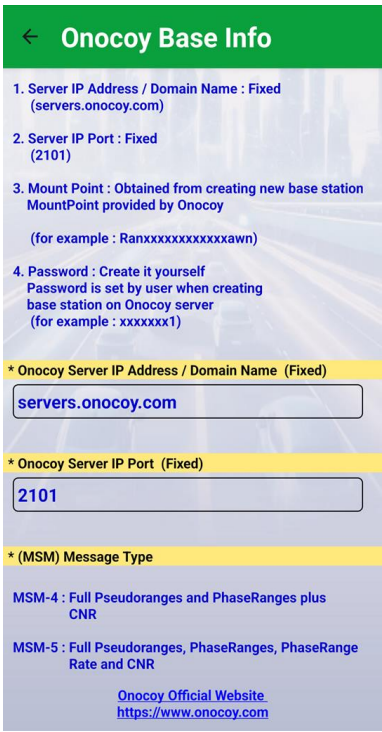 Onocoy Base Info
1. Server IP Address / Domain Name : Fixed
(servers.onocoy.com)
2. Server IP Port : Fixed
(2101)
3. Mount Point : Obtained from creating new base station
MountPoint provided by Onocoy
(for example : Ranxxxxxxxxxxxxawn)
4. Password : Create it yourself
Password is set by user when creating
base station on Onocoy server
(for example : xxxxxxx1)
* Onocoy Server IP Address / Domain Name (Fixed)
servers.onocoy.com
* Onocoy Server IP Port (Fixed)
2101
* (MSM) Message Type
MSM-4 : Full Pseudoranges and PhaseRanges plus
CNR
MSM-5 : Full Pseudoranges, PhaseRanges, PhaseRange
Rate and CNR
Onocoy Official Website
https://www.onocoy.com